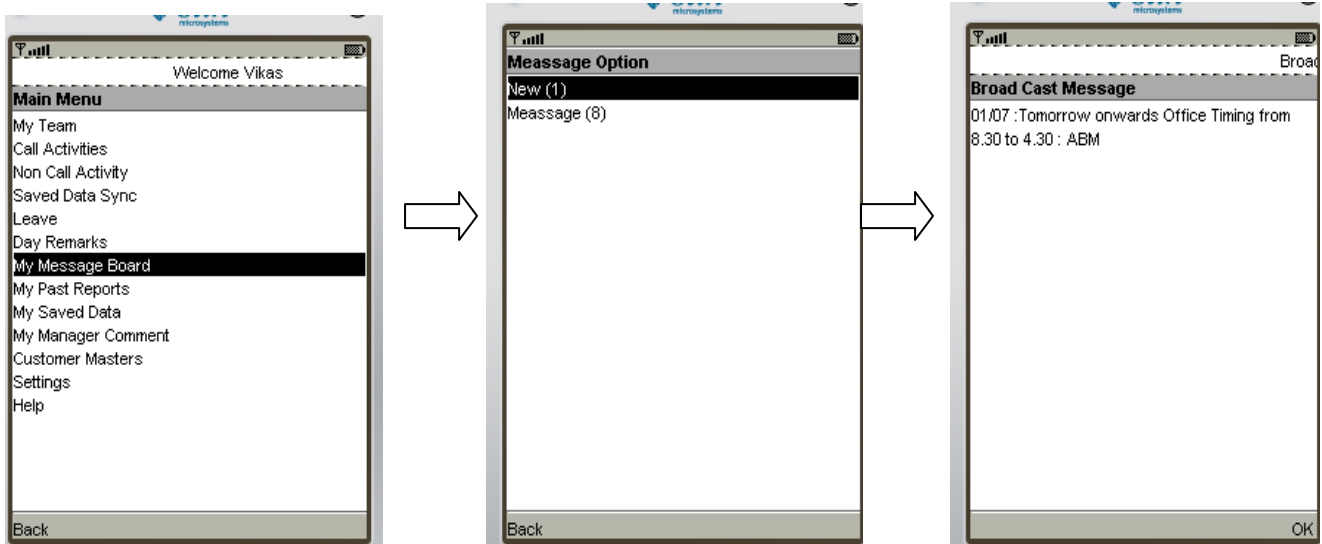 microsystems
Welcome Vikas
Main Menu
My Team
Call Activities
Non Call Activity
Saved Data Sync
Leave
Day Remarks
My Message Board
My Past Reports
My Saved Data
My Manager Comment
Customer Masters
Settings
Help
Back
microsystems
Meassage Option
New (1)
Meassage (8)
Back
microsystems
Broad Cast Message
01/07 :Tomorrow onwards Office Timing from
8.30 to 4.30 : ABM
OK